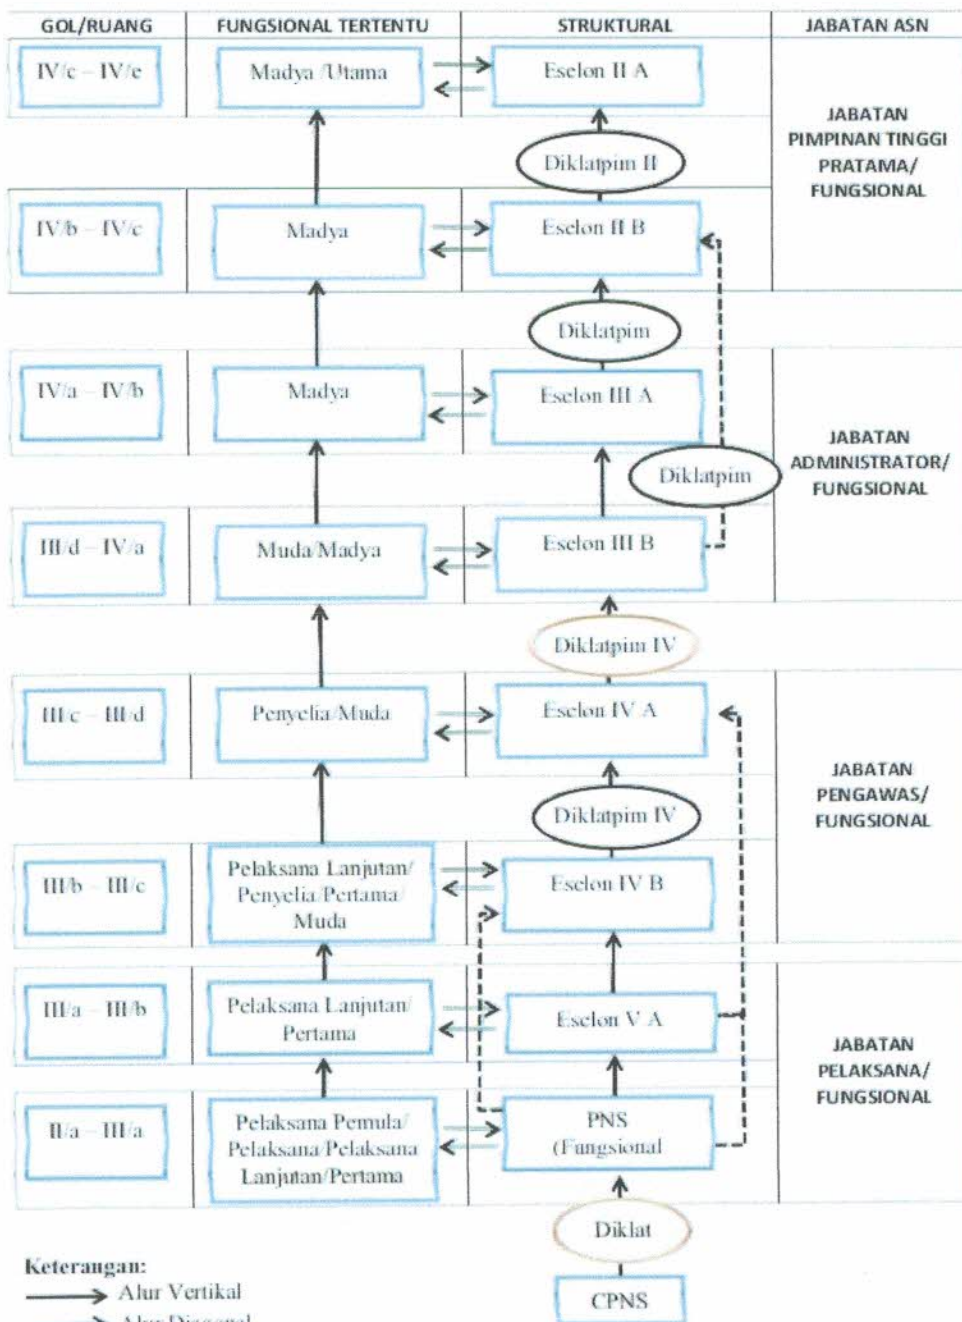 GOL/RUANG FUNGSIONAL TERTENTU STRUKTURAL JABATAN ASN
IV/c – IV/e
Madya /Utama
Eselon II A
JABATAN
PIMPINAN TINGGI
PRATAMA/
FUNGSIONAL
Diklatpim II
IV/b – IV/c
Madya
Eselon II B
Diklatpim
IV/a – IV/b
Madya
Eselon III A
JABATAN
ADMINISTRATOR/
FUNGSIONAL
Diklatpim
III/d – IV/a
Muda/Madya
Eselon III B
Diklatpim IV
III/c – III/d
Penyelia/Muda
Eselon IV A
JABATAN
PENGAWAS/
FUNGSIONAL
Diklatpim IV
III/b – III/c
Pelaksana Lanjutan/
Penyelia/Pertama/
Muda
Eselon IV B
III/a – III/b
Pelaksana Lanjutan/
Pertama
Eselon V A
JABATAN
PELAKSANA/
FUNGSIONAL
II/a – III/a
Pelaksana Pemula/
Pelaksana/Pelaksana
Lanjutan/Pertama
PNS
(Fungsional
Diklat
CPNS
Keterangan:
Alur Vertikal
Alur Diagonal